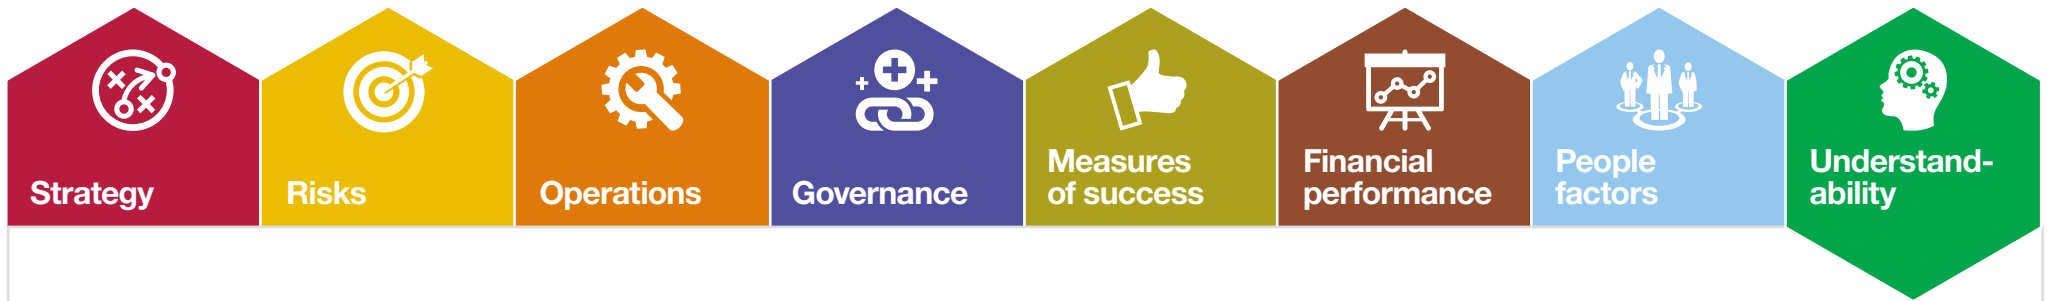 Strategy
Risks
Operations
Governance
Measures
of success
Financial
performance
People
factors
Understand-
ability